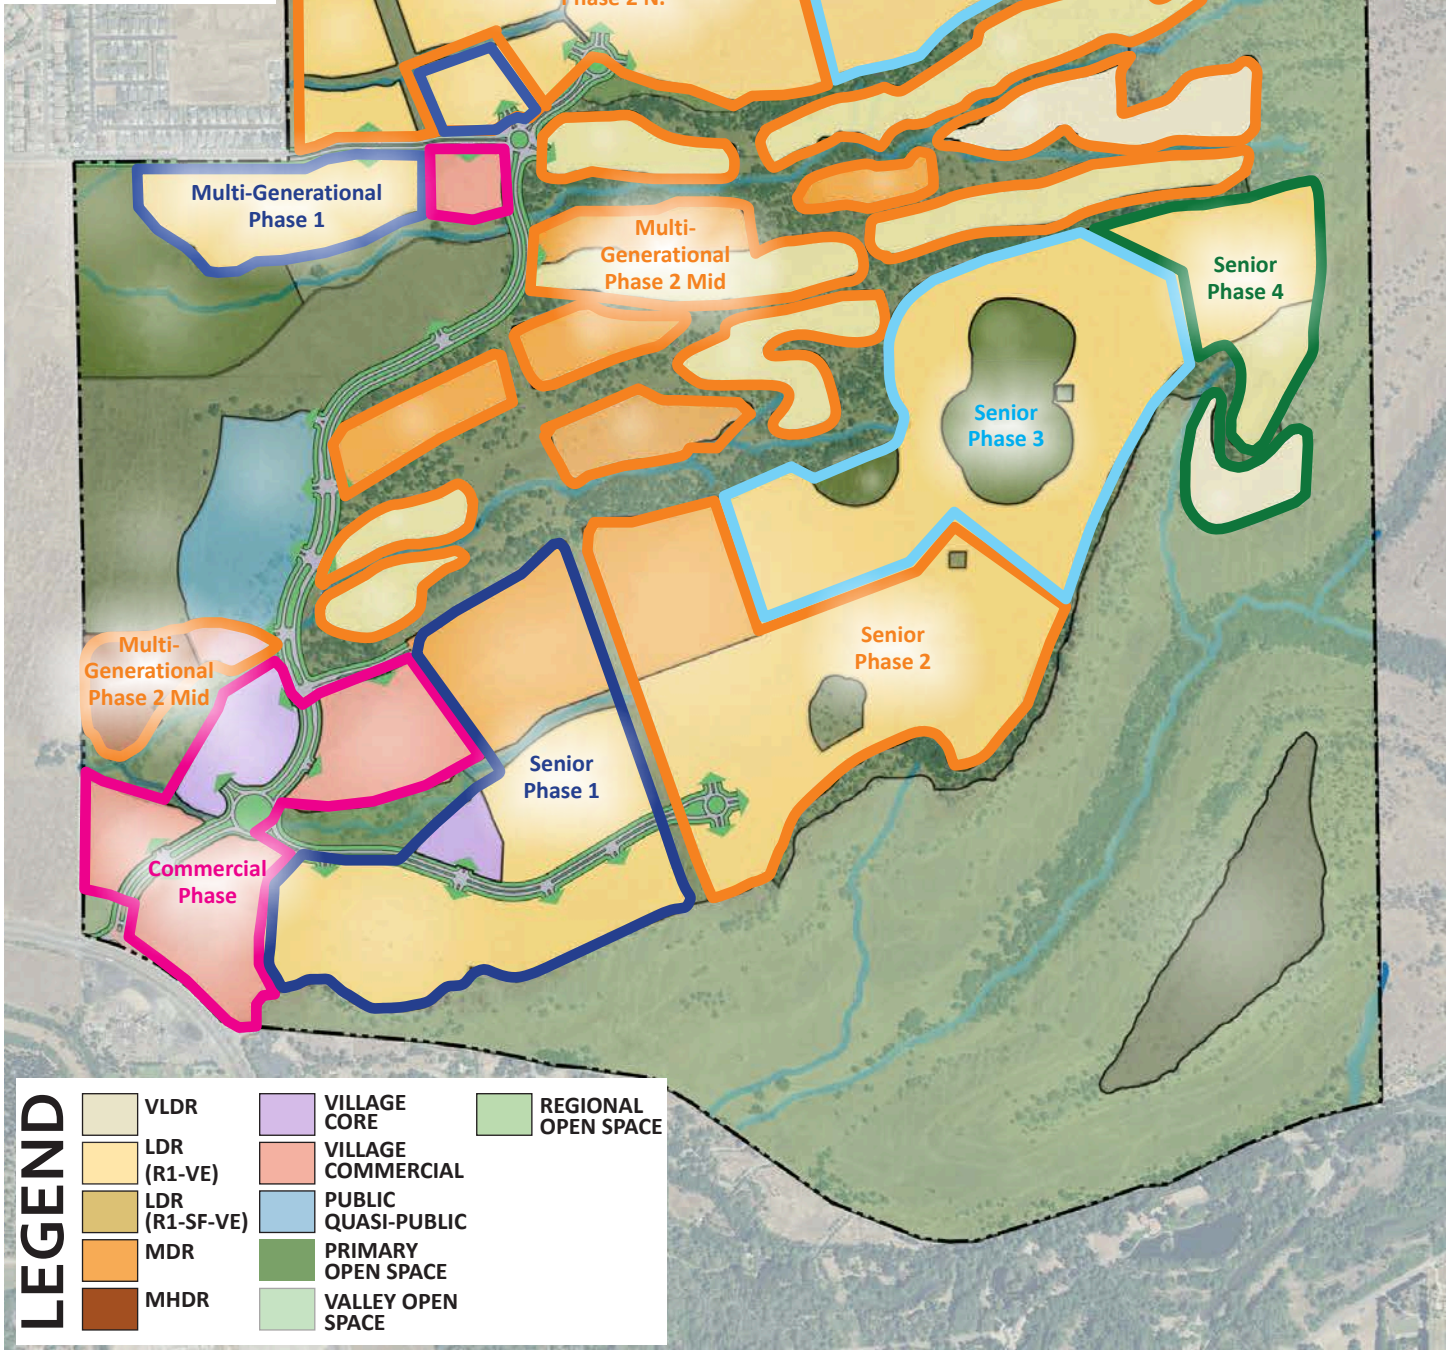 Phase 2 N.
Multi-Generational
Phase 1
Multi-
Generational
Phase 2 Mid
Senior
Phase 4
Senior
Phase 3
Senior
Phase 2
Multi-
Generational
Phase 2 Mid
Senior
Phase 1
Commercial
Phase
LEGEND
VLDR
LDR
(R1-VE)
LDR
(R1-SF-VE)
MDR
MHDR
VILLAGE
CORE
VILLAGE
COMMERCIAL
PUBLIC
QUASI-PUBLIC
PRIMARY
OPEN SPACE
VALLEY OPEN
SPACE
REGIONAL
OPEN SPACE